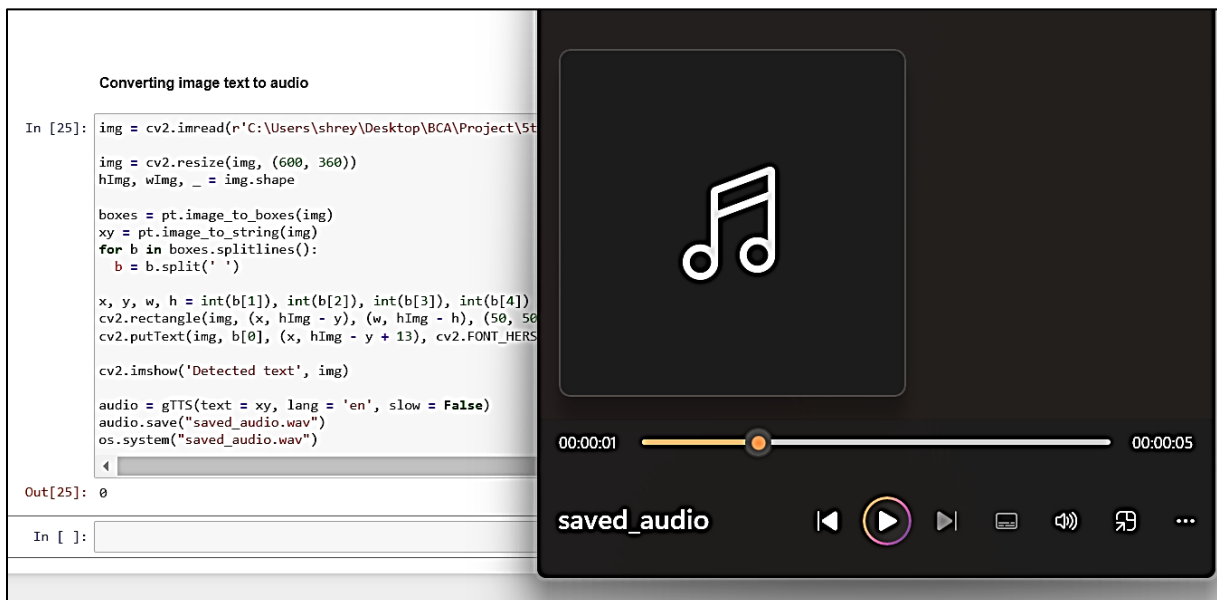 Converting image text to audio
In [25]: img = cv2.imread(r'C:\Users\shrey\Desktop\BCA\Project\5t
img = cv2.resize(img, (600, 360))
hImg, wImg, _ = img.shape
boxes = pt.image_to_boxes(img)
xy = pt.image_to_string(img)
for b in boxes.splitlines():
  b = b.split(' ')
x, y, w, h = int(b[1]), int(b[2]), int(b[3]), int(b[4])
cv2.rectangle(img, (x, hImg - y), (w, hImg - h), (50, 50
cv2.putText(img, b[0], (x, hImg - y + 13), cv2.FONT_HERS
cv2.imshow('Detected text', img)
audio = gTTS(text = xy, lang = 'en', slow = False)
audio.save("saved_audio.wav")
os.system("saved_audio.wav")
Out[25]: 0
In [ ]:
00:00:01 00:00:05
saved_audio